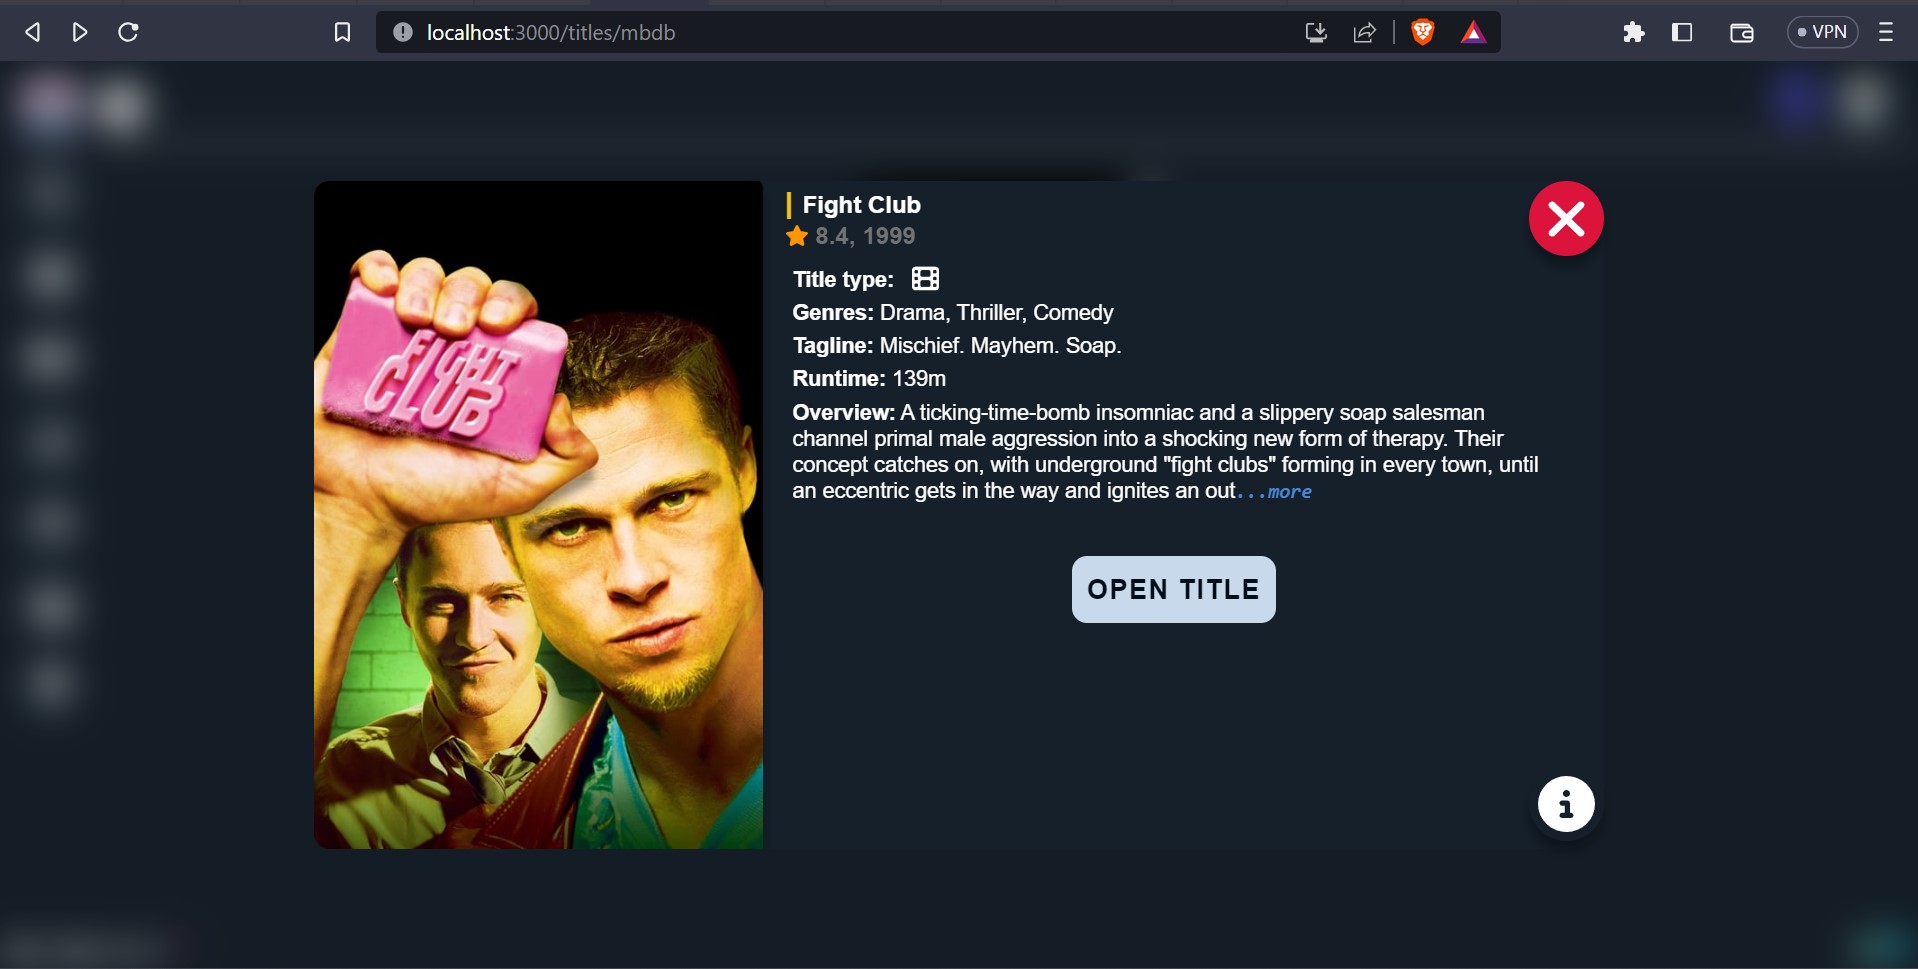 localhost:3000/titles/mbdb
VPN
Fight Club
8.4, 1999
FIGHT
CLUB
Title type:
Genres: Drama, Thriller, Comedy
Tagline: Mischief. Mayhem. Soap.
Runtime: 139m
Overview: A ticking-time-bomb insomniac and a slippery soap salesman
channel primal male aggression into a shocking new form of therapy. Their
concept catches on, with underground "fight clubs" forming in every town, until
an eccentric gets in the way and ignites an out...more
OPEN TITLE